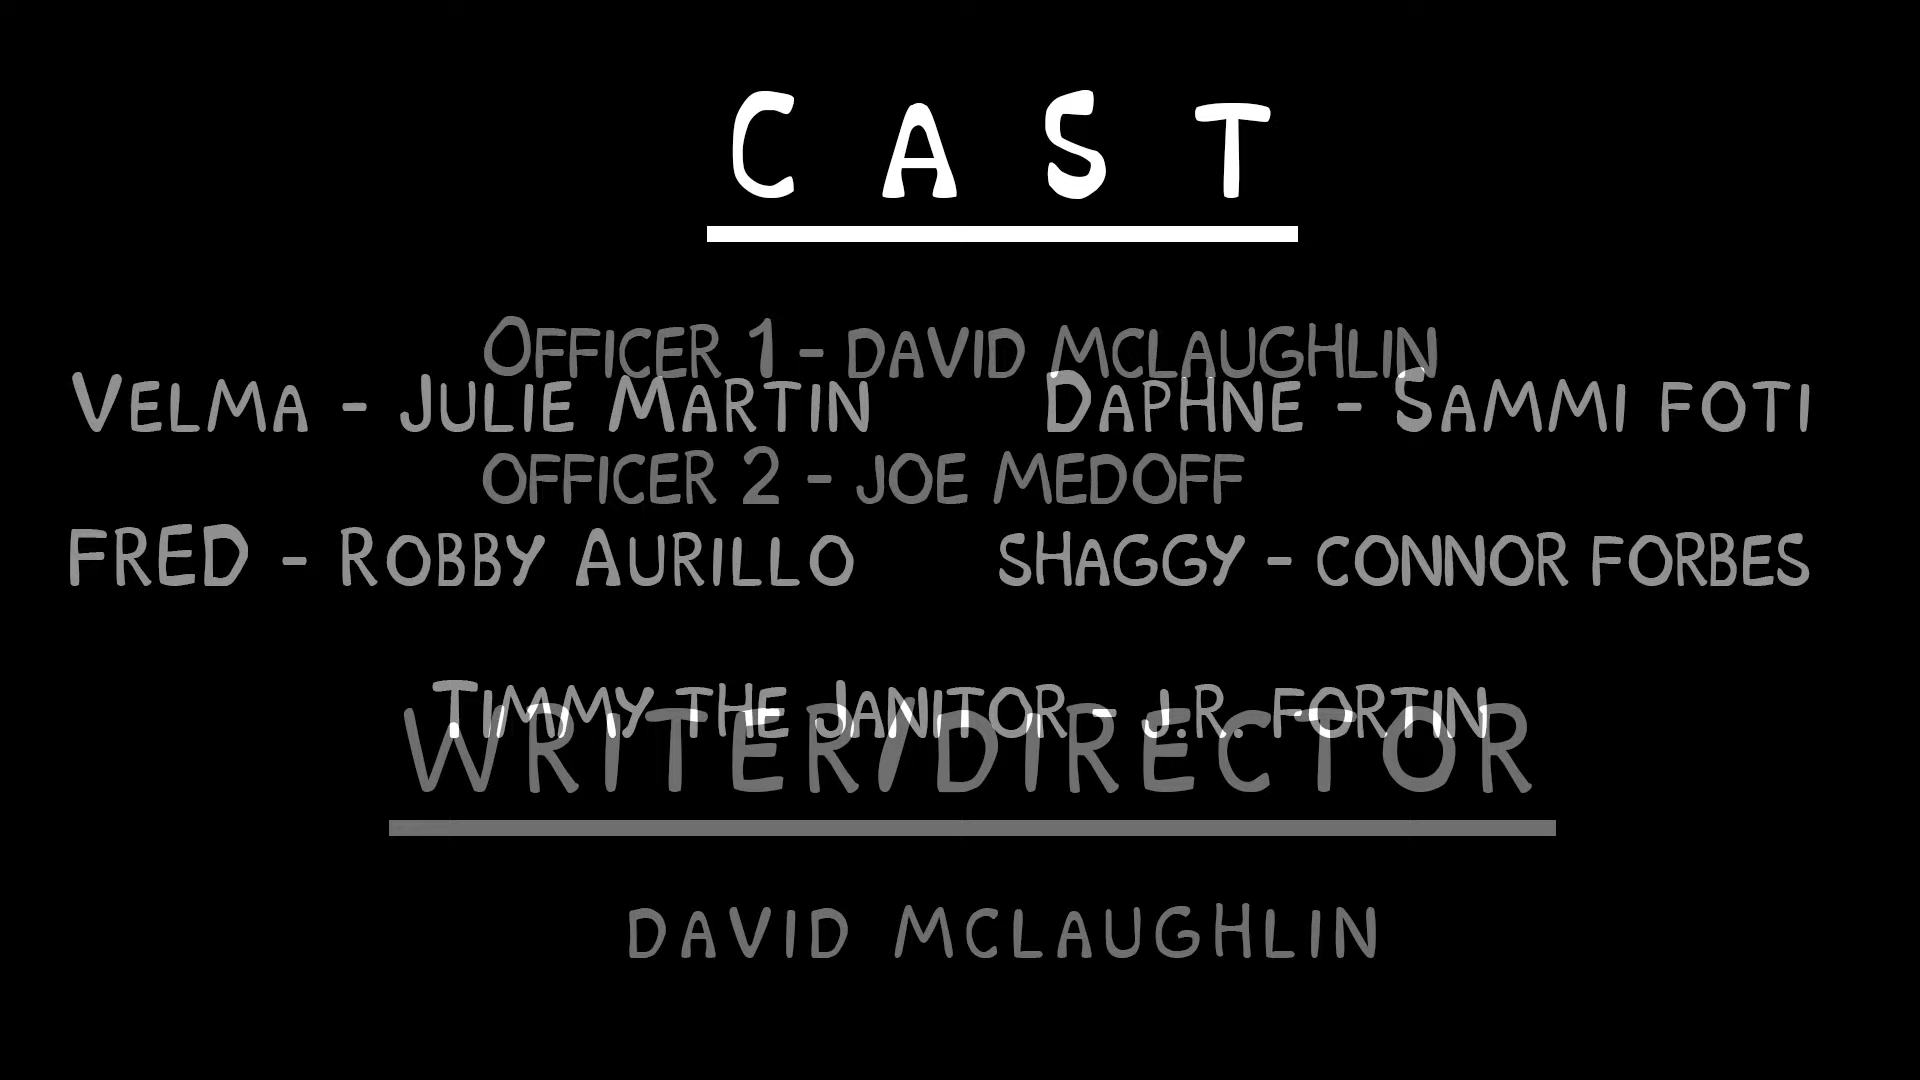 CAST
OFFICER 1 - DAVID MCLAUGHLIN
VELMA - JULIE MARTIN DAPHNE - SAMMI FOTI
OFFICER 2 - JOE MEDOFF
FRED - ROBBY AURILLO SHAGGY - CONNOR FORBES
TIMMY THE JANITOR - J.R. FORTIN
WRITER/DIRECTOR
DAVID MCLAUGHLIN